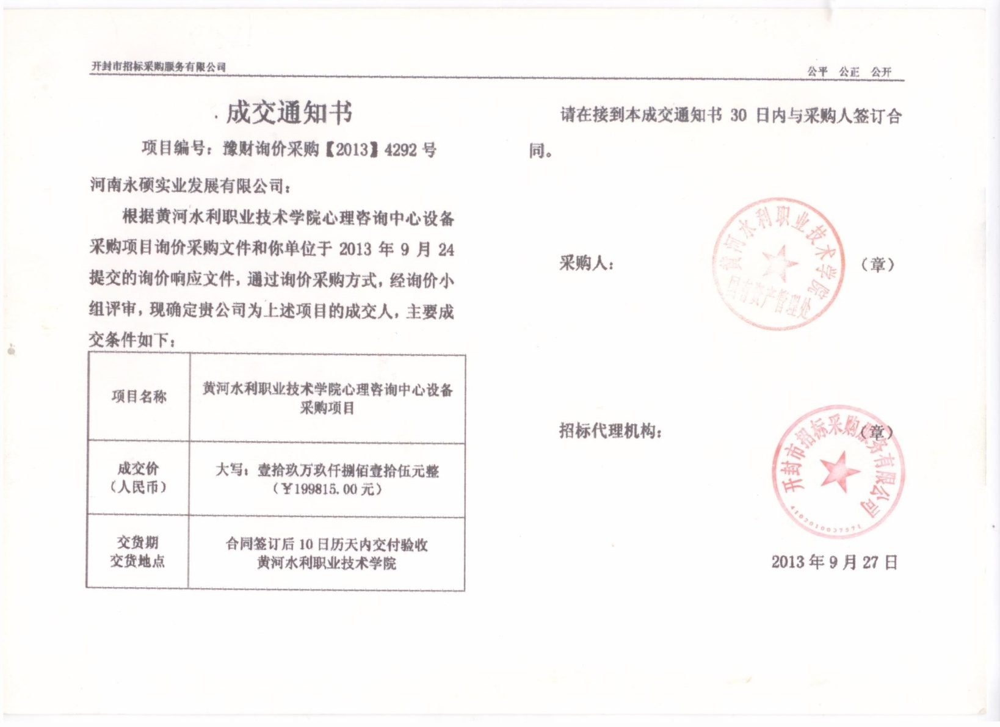 开封市招标采购服务有限公司
公平 公正 公开
成交通知书
项目编号：豫财询价采购【2013】4292 号
河南永硕实业发展有限公司：
根据黄河水利职业技术学院心理咨询中心设备
采购项目询价采购文件和你单位于 2013 年 9 月 24
提交的询价响应文件，通过询价采购方式，经询价小
组评审，现确定贵公司为上述项目的成交人，主要成
交条件如下：
项目名称
黄河水利职业技术学院心理咨询中心设备
采购项目
成交价
（人民币）
大写：壹拾玖万玖仟捌佰壹拾伍元整
（￥199815.00 元）
交货期
交货地点
合同签订后 10 日历天内交付验收
黄河水利职业技术学院
请在接到本成交通知书 30 日内与采购人签订合
同。
采购人：
（章）
黄河水利职业技术学院
国有资产管理处
招标代理机构：
（章）
开封市招标采购服务有限公司
4102010037571
2013 年 9 月 27 日